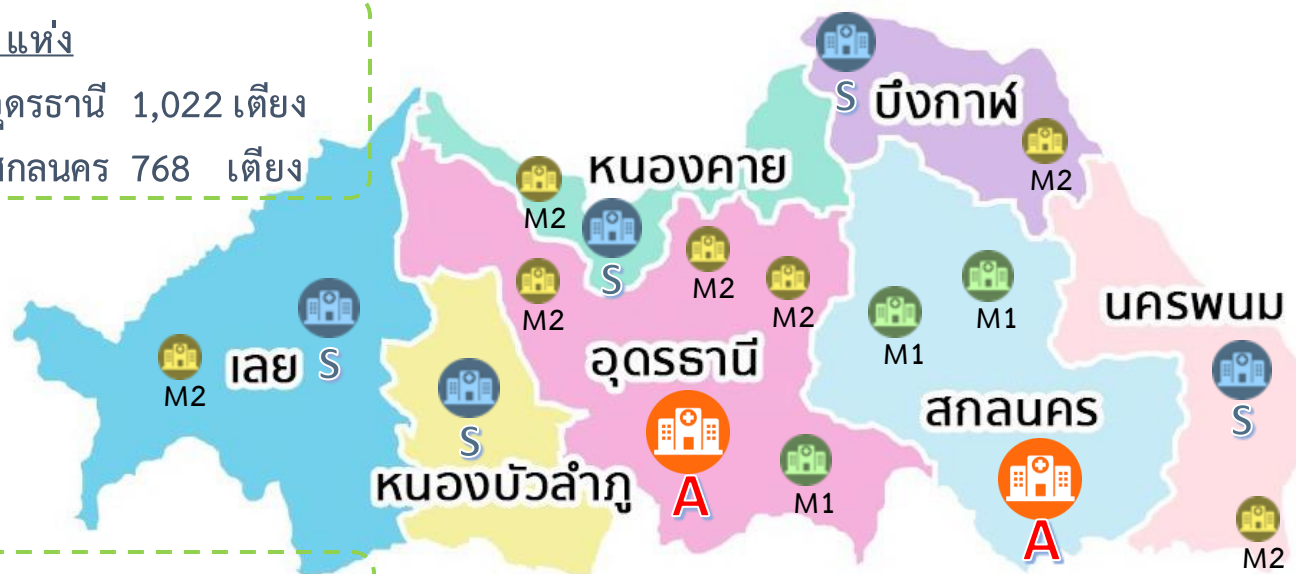 แห่ง
ุดรธานี 1,022 เตียง
สกลนคร 768 เตียง
S
บึงกาฬ
M2
หนองคาย
M2
S
M2
M2
M2
M1
M1
นครพนม
เลย
S
M2
อุดรธานี
สกลนคร
S
S
หนองบัวลำภู
A
M1
A
M2